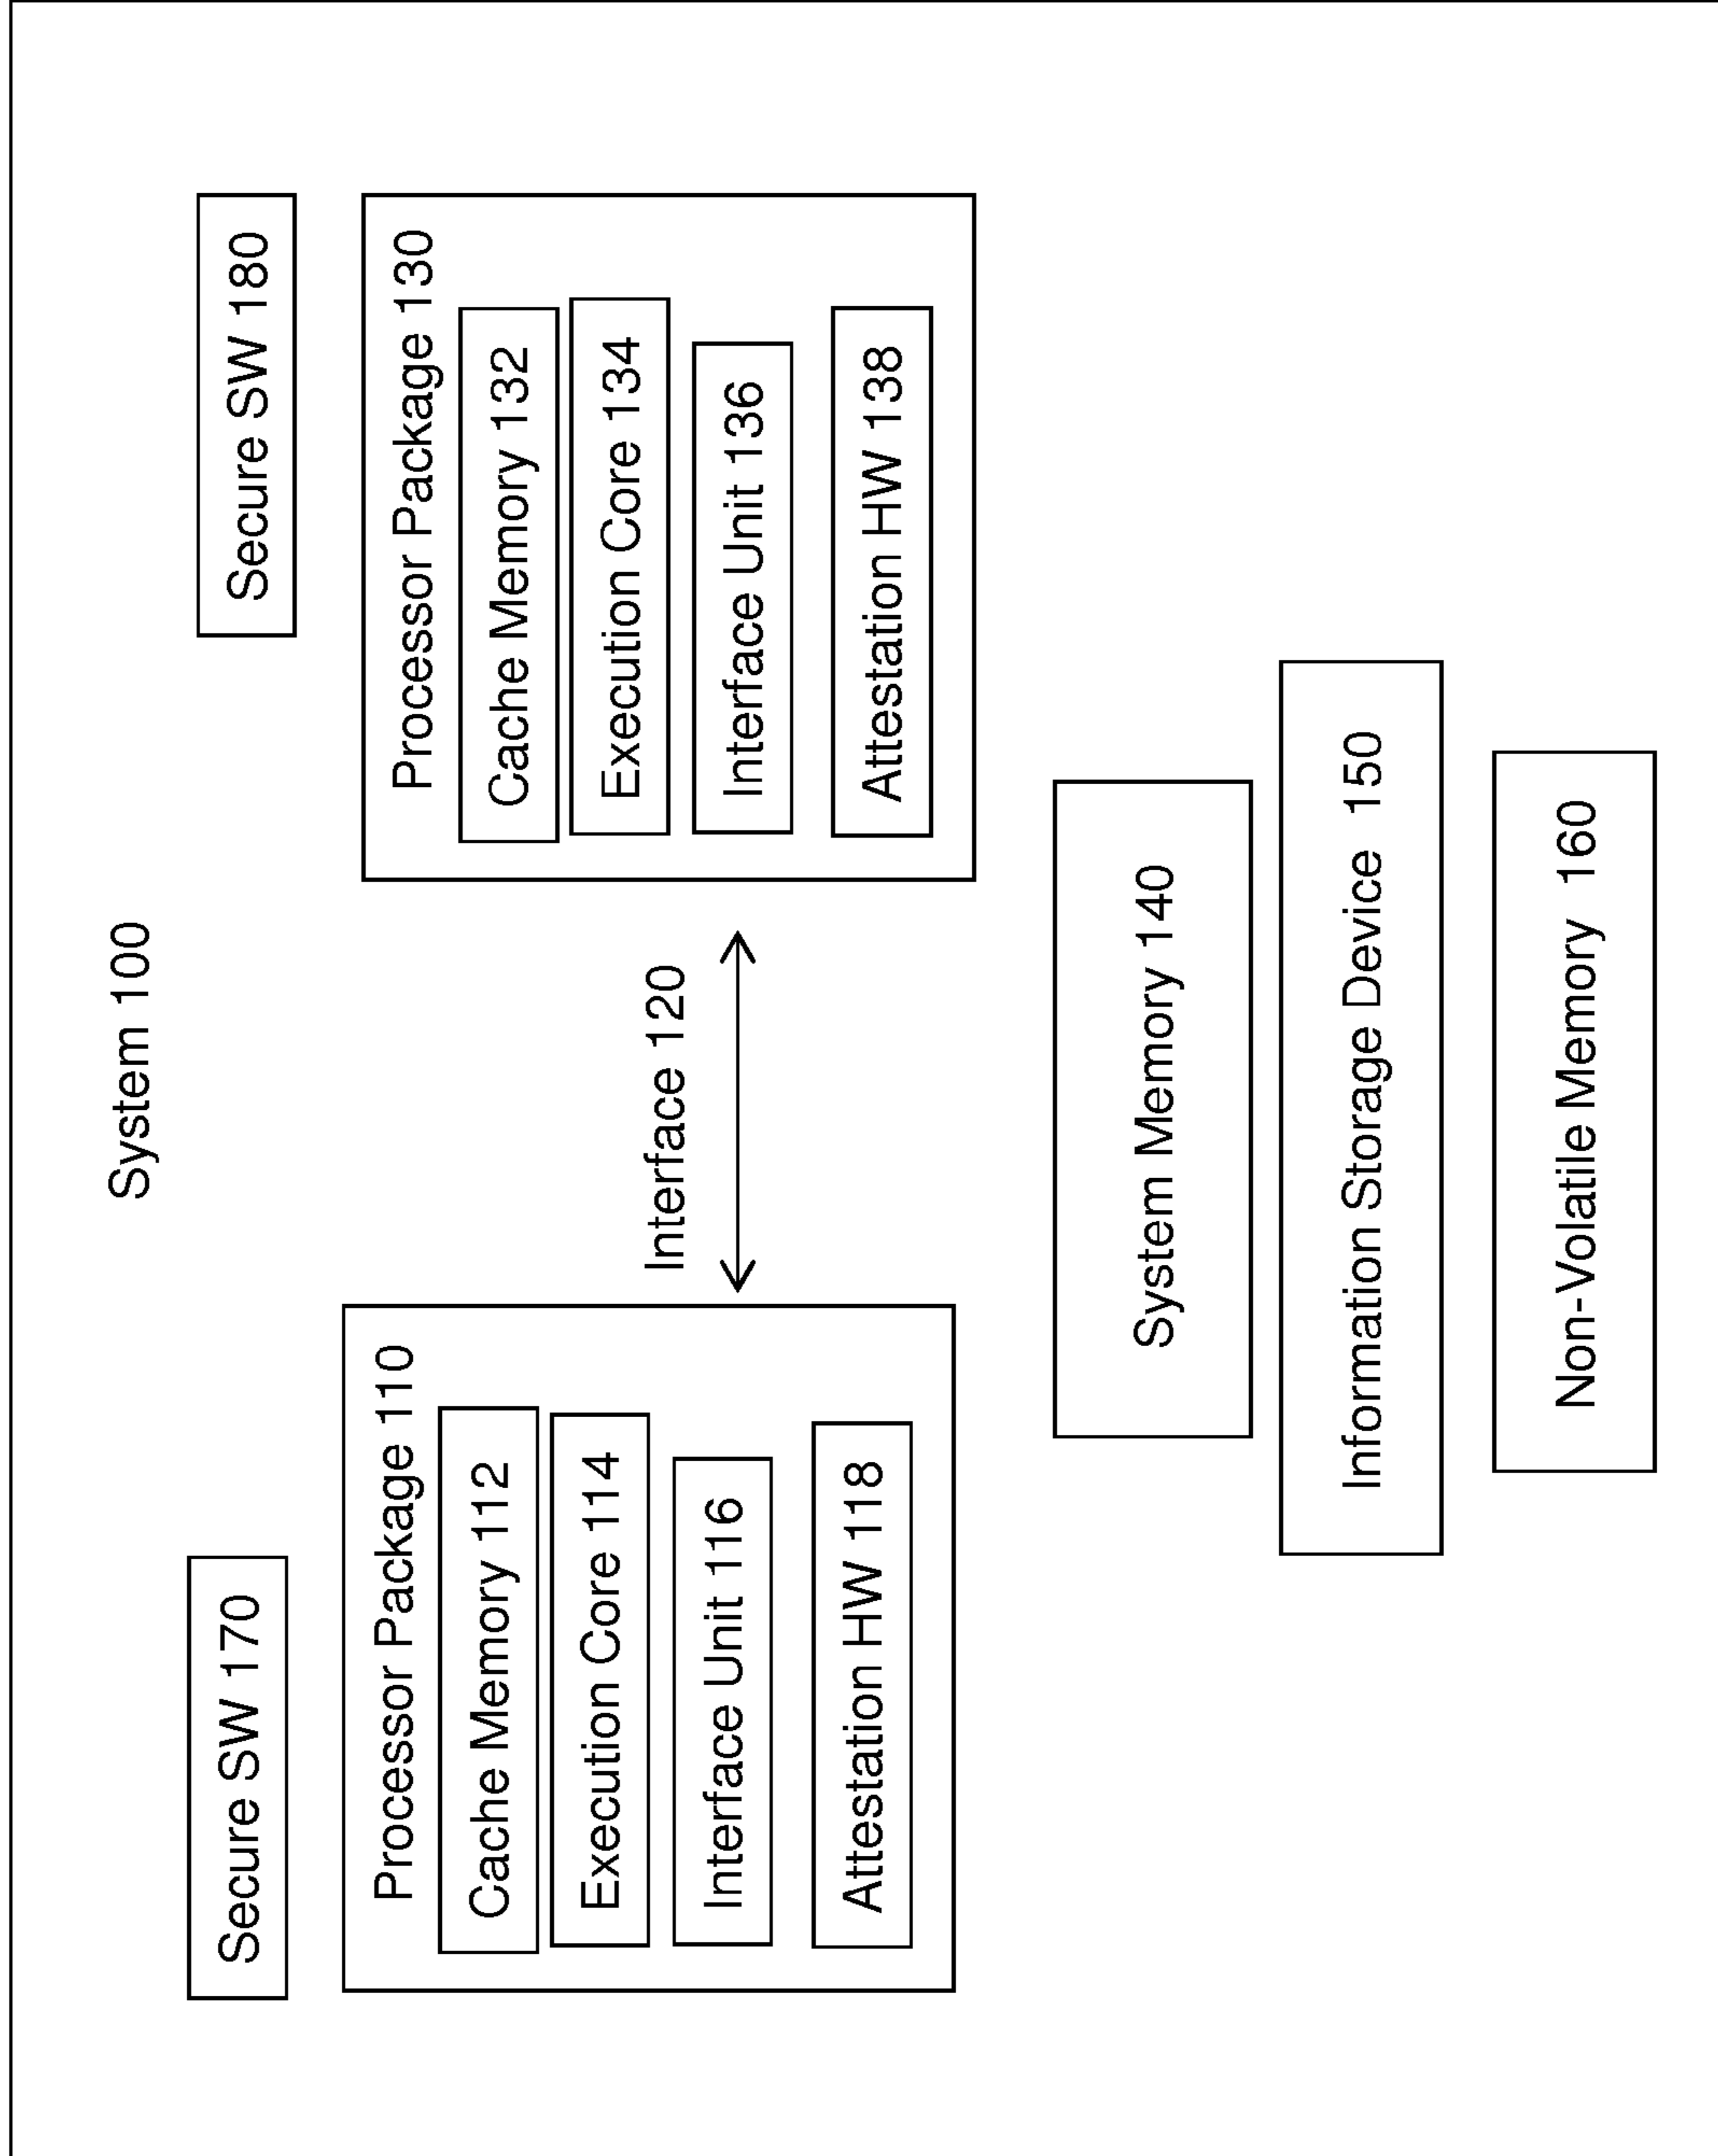 System 100
Secure SW 170
Secure SW 180
Processor Package 110
Cache Memory 112
Execution Core 114
Interface Unit 116
Attestation HW 118
Interface 120
Processor Package 130
Cache Memory 132
Execution Core 134
Interface Unit 136
Attestation HW 138
System Memory 140
Information Storage Device 150
Non-Volatile Memory 160